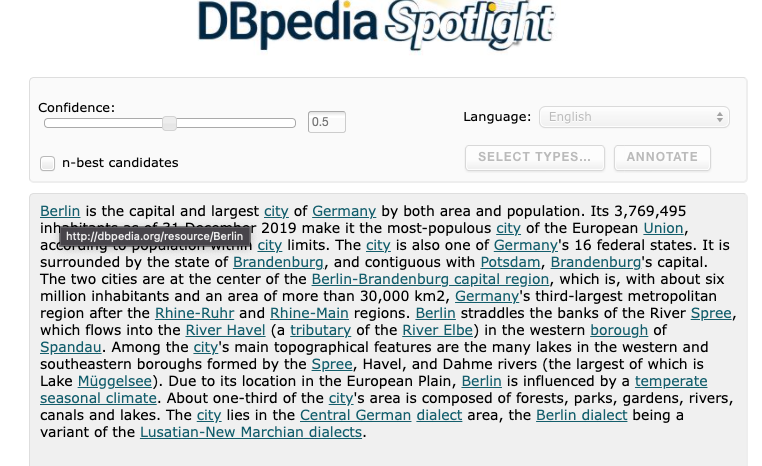 DBpedia Spotlight
Confidence:
0.5
Language: English
n-best candidates
SELECT TYPES...
ANNOTATE
Berlin is the capital and largest city of Germany by both area and population. Its 3,769,495
inhabitants as of 31 December 2019 make it the most-populous city of the European Union,
http://dbpedia.org/resource/Berlin
according to population within city limits. The city is also one of Germany's 16 federal states. It is
surrounded by the state of Brandenburg, and contiguous with Potsdam, Brandenburg's capital.
The two cities are at the center of the Berlin-Brandenburg capital region, which is, with about six
million inhabitants and an area of more than 30,000 km2, Germany's third-largest metropolitan
region after the Rhine-Ruhr and Rhine-Main regions. Berlin straddles the banks of the River Spree,
which flows into the River Havel (a tributary of the River Elbe) in the western borough of
Spandau. Among the city's main topographical features are the many lakes in the western and
southeastern boroughs formed by the Spree, Havel, and Dahme rivers (the largest of which is
Lake Müggelsee). Due to its location in the European Plain, Berlin is influenced by a temperate
seasonal climate. About one-third of the city's area is composed of forests, parks, gardens, rivers,
canals and lakes. The city lies in the Central German dialect area, the Berlin dialect being a
variant of the Lusatian-New Marchian dialects.